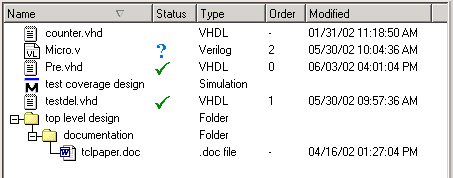 Name Status Type Order Modified
counter.vhd VHDL - 01/31/02 11:18:50 AM
Micro.v ? Verilog 2 05/30/02 10:04:36 AM
Pre.vhd VHDL 0 06/03/02 04:01:04 PM
M test coverage design Simulation
testdel.vhd VHDL 1 05/30/02 09:57:36 AM
top level design Folder
documentation Folder
tclpaper.doc .doc file - 04/16/02 01:27:04 PM